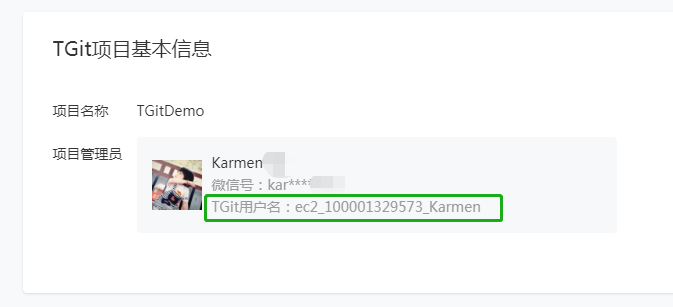 TGit项目基本信息
项目名称 TGitDemo
项目管理员
Karmen
微信号：kar****
TGit用户名：ec2_100001329573_Karmen